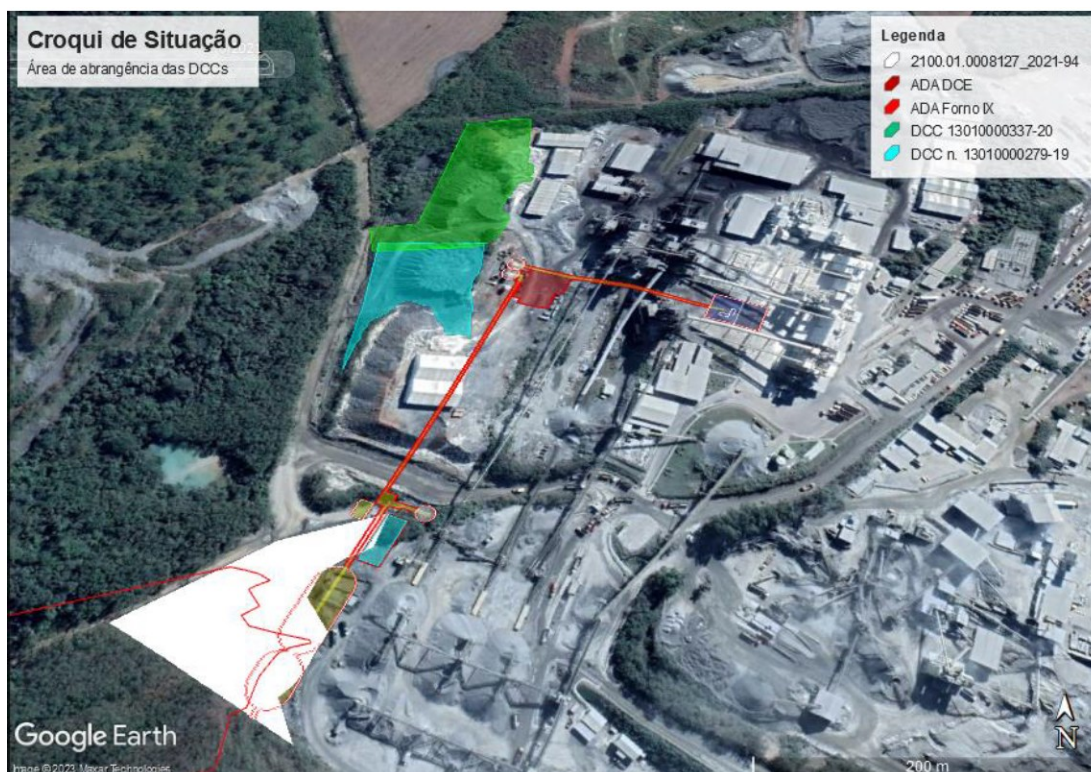 Croqui de Situação
Área de abrangência das DCCs
Legenda
2100.01.0008127_2021-94
ADA DCE
ADA Forno IX
DCC 13010000337-20
DCC n. 13010000279-19
Google Earth
Image © 2023 Maxar Technologies
N
200 m